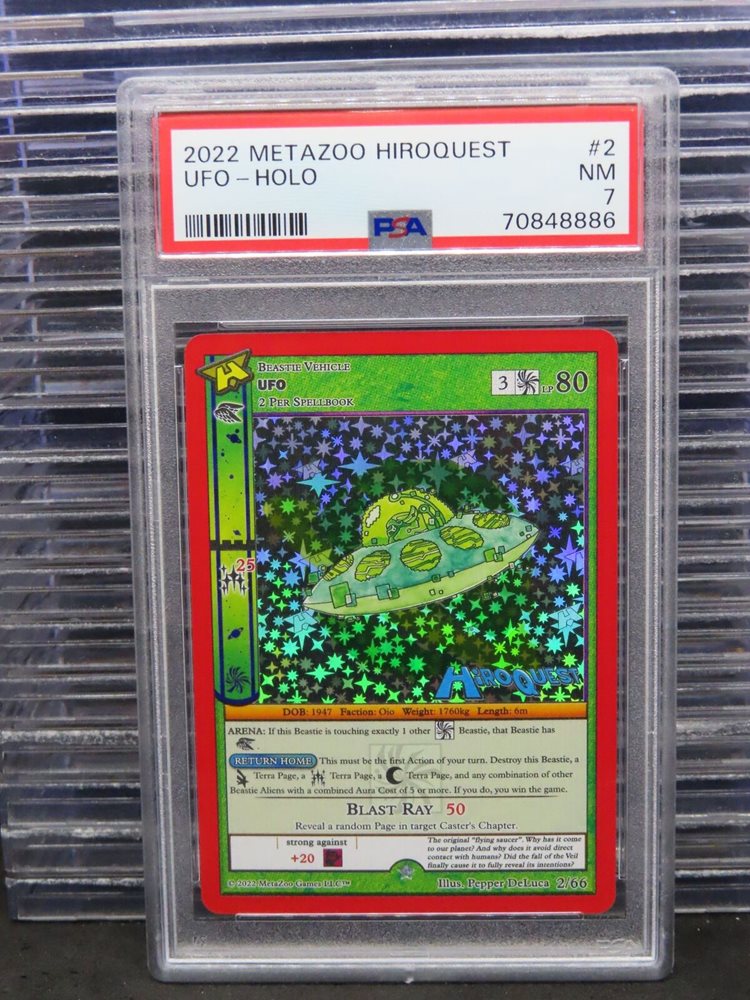 2022 METAZOO HIROQUEST #2
UFO - HOLO NM
7
PSA 70848886
BEASTIE VEHICLE
UFO
3 LP 80
2 PER SPELLBOOK
25
HIROQUEST
DOB: 1947 Faction: Oio Weight: 1760kg Length: 6m
ARENA: If this Beastie is touching exactly 1 other Beastie, that Beastie has
.
RETURN HOME This must be the first Action of your turn. Destroy this Beastie, a
Terra Page, a Terra Page, a Terra Page, and any combination of other
Beastie Aliens with a combined Aura Cost of 5 or more. If you do, you win the game.
BLAST RAY 50
Reveal a random Page in target Caster's Chapter.
strong against
+20
The original "flying saucer". Why has it come
to our planet? And why does it avoid direct
contact with humans? Did the fall of the Veil
finally cause it to fully reveal its intentions?
© 2022 MetaZoo Games LLC™
Illus. Pepper DeLuca 2/66